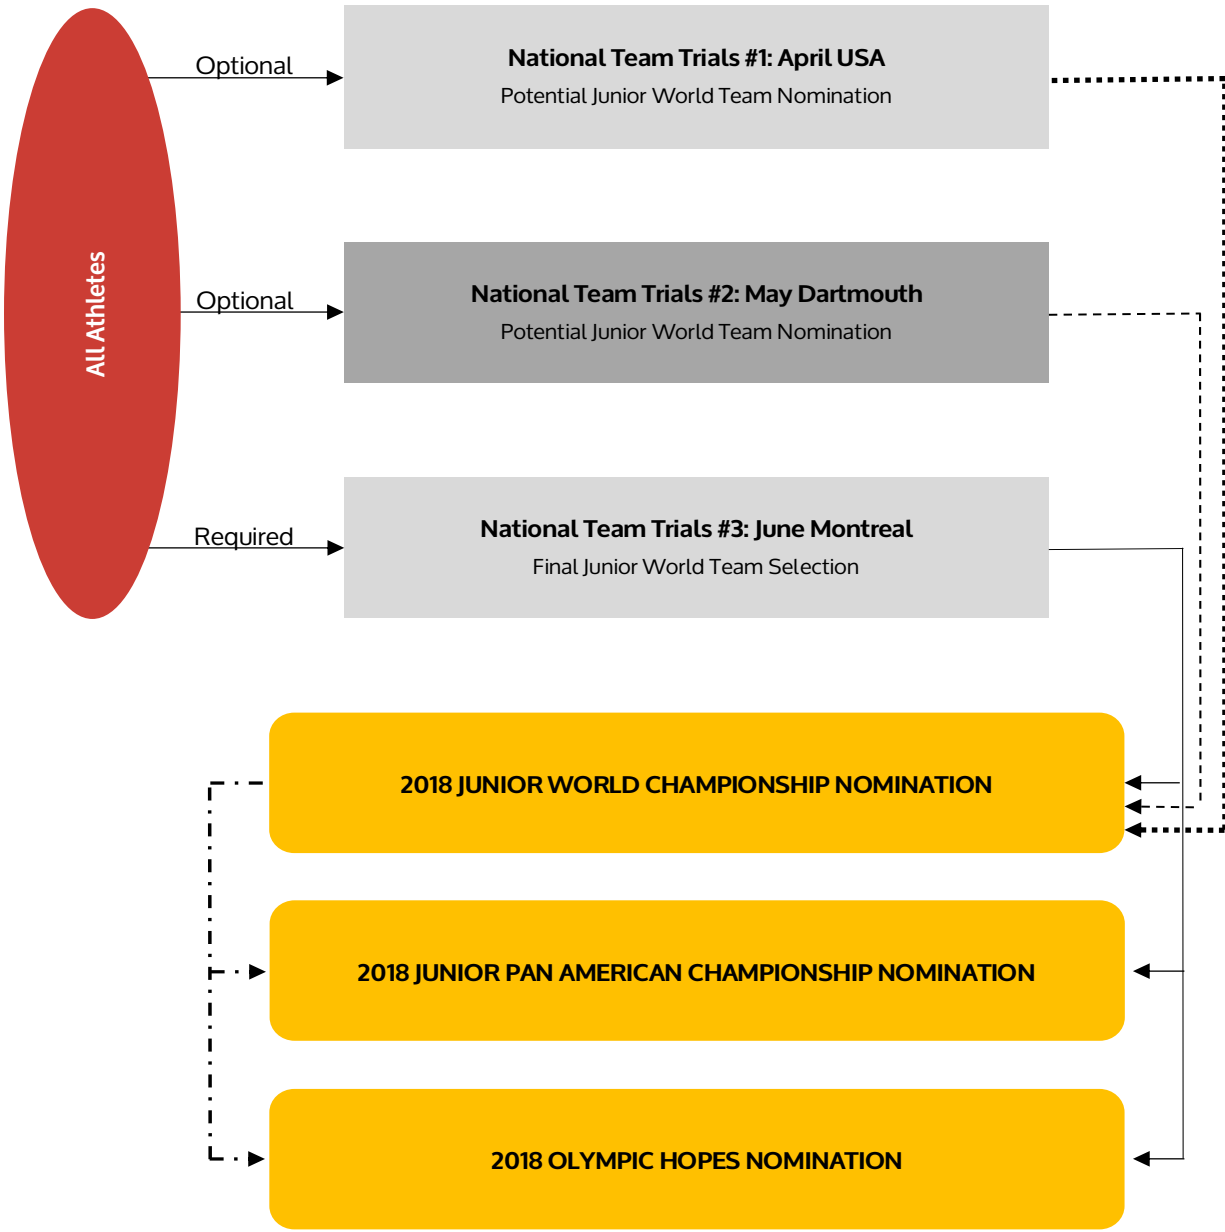 All Athletes
Optional
National Team Trials #1: April USA
Potential Junior World Team Nomination
Optional
National Team Trials #2: May Dartmouth
Potential Junior World Team Nomination
Required
National Team Trials #3: June Montreal
Final Junior World Team Selection
2018 JUNIOR WORLD CHAMPIONSHIP NOMINATION
2018 JUNIOR PAN AMERICAN CHAMPIONSHIP NOMINATION
2018 OLYMPIC HOPES NOMINATION